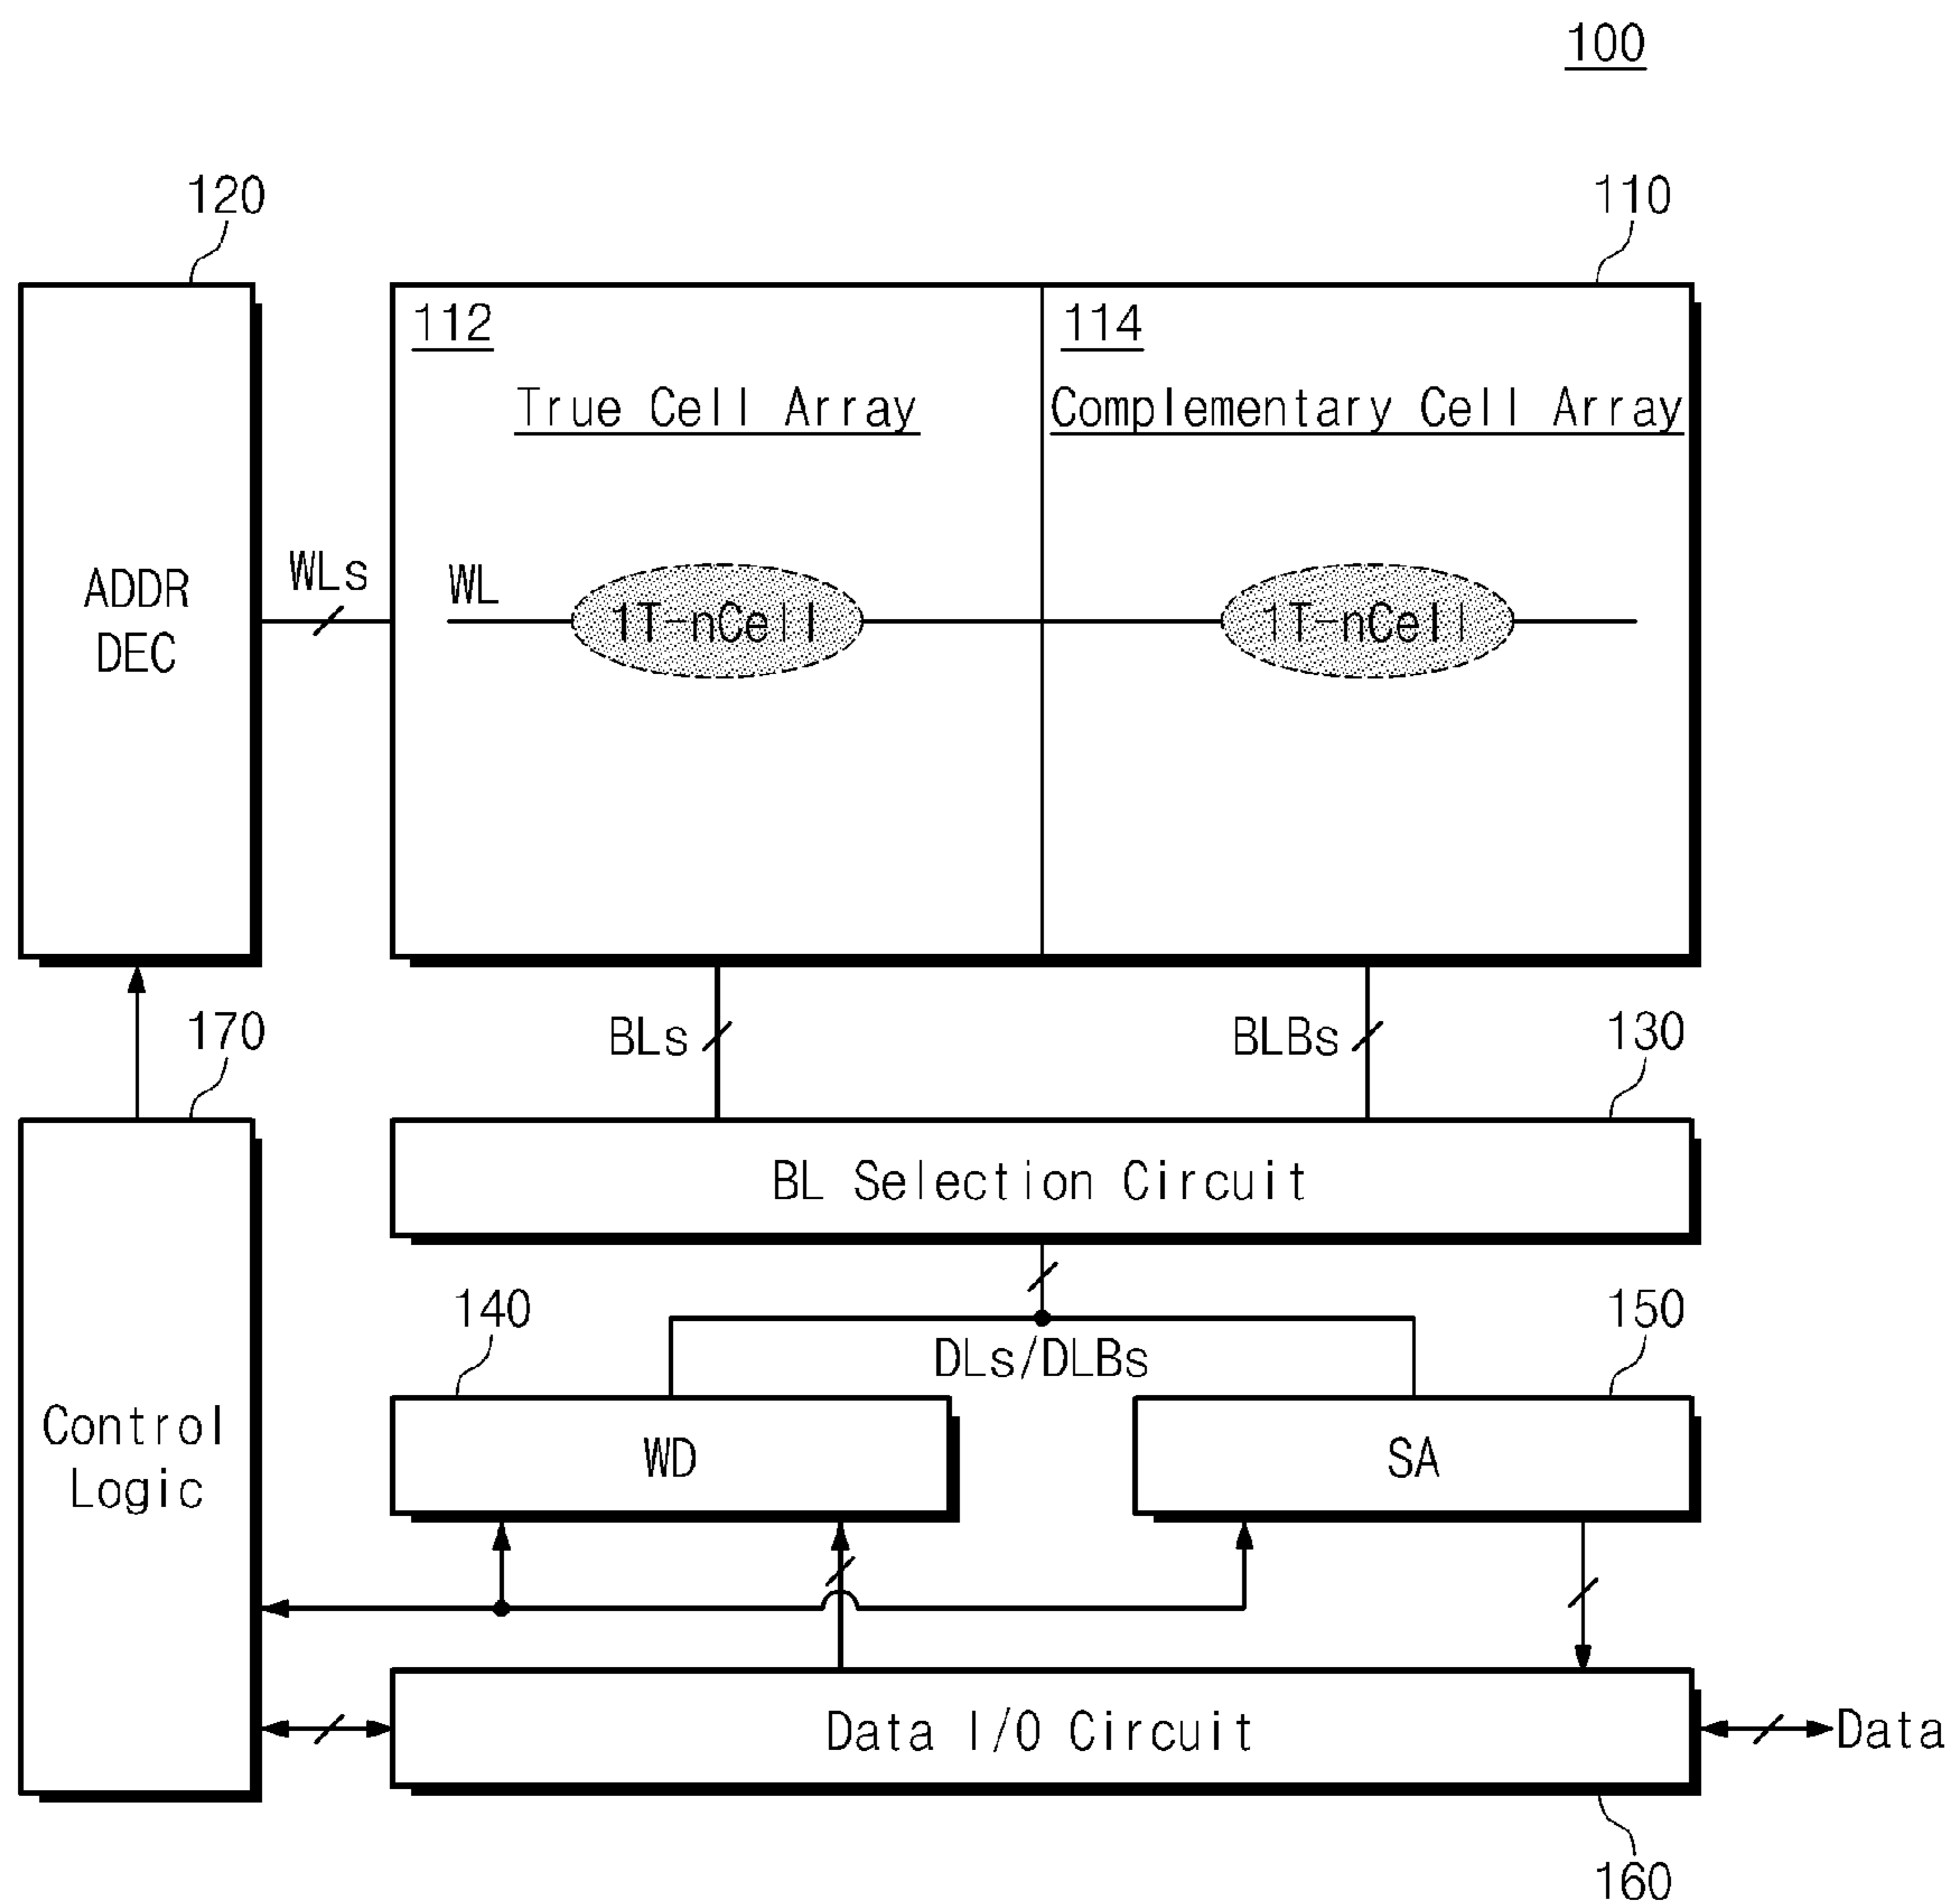 100
120
110
112
114
True Cell Array
Complementary Cell Array
ADDR
DEC
WLs
WL
1T-nCell
1T-nCell
170
BLs
BLBs
130
BL Selection Circuit
140
150
DLs/DLBs
Control
Logic
WD
SA
Data I/O Circuit
Data
160